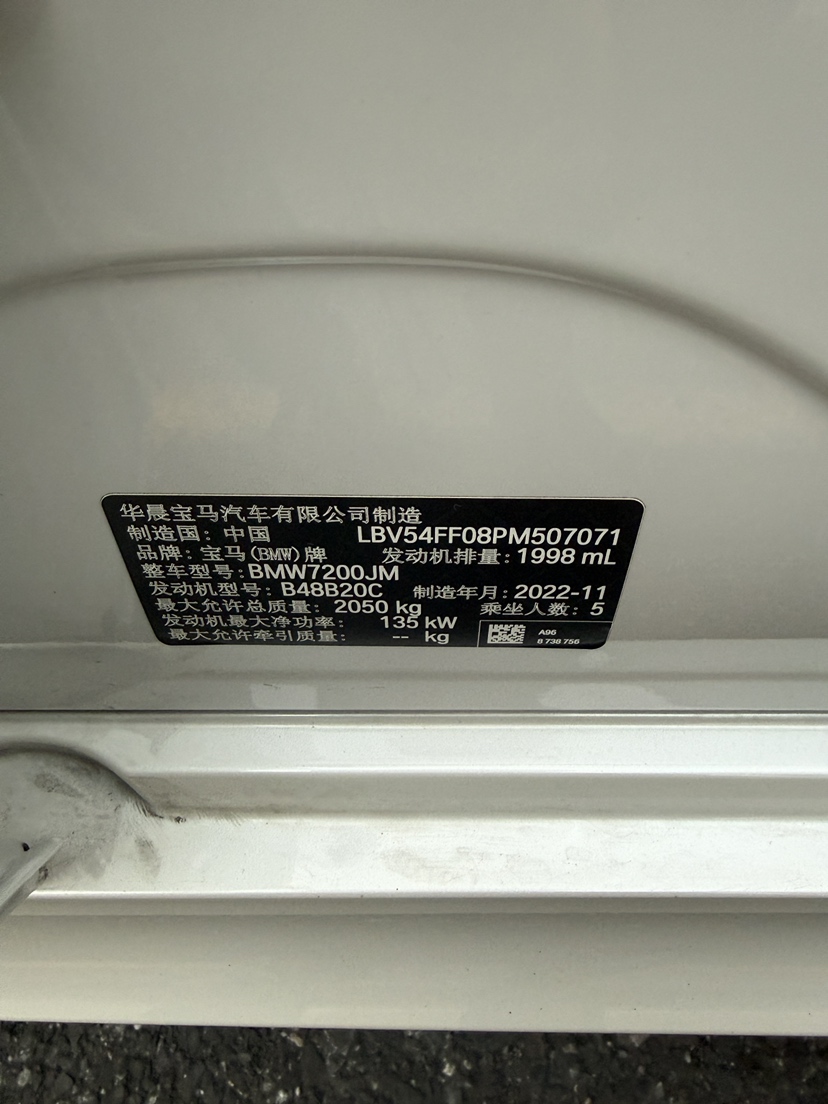 华晨宝马汽车有限公司制造
制造国：中国 LBV54FF08PM507071
品牌：宝马(BMW)牌 发动机排量：1998 mL
整车型号：BMW7200JM
发动机型号：B48B20C 制造年月：2022-11
最大允许总质量：2050 kg 乘坐人数：5
发动机最大净功率：135 kW
最大允许牵引质量：-- kg
A96
8 738 756